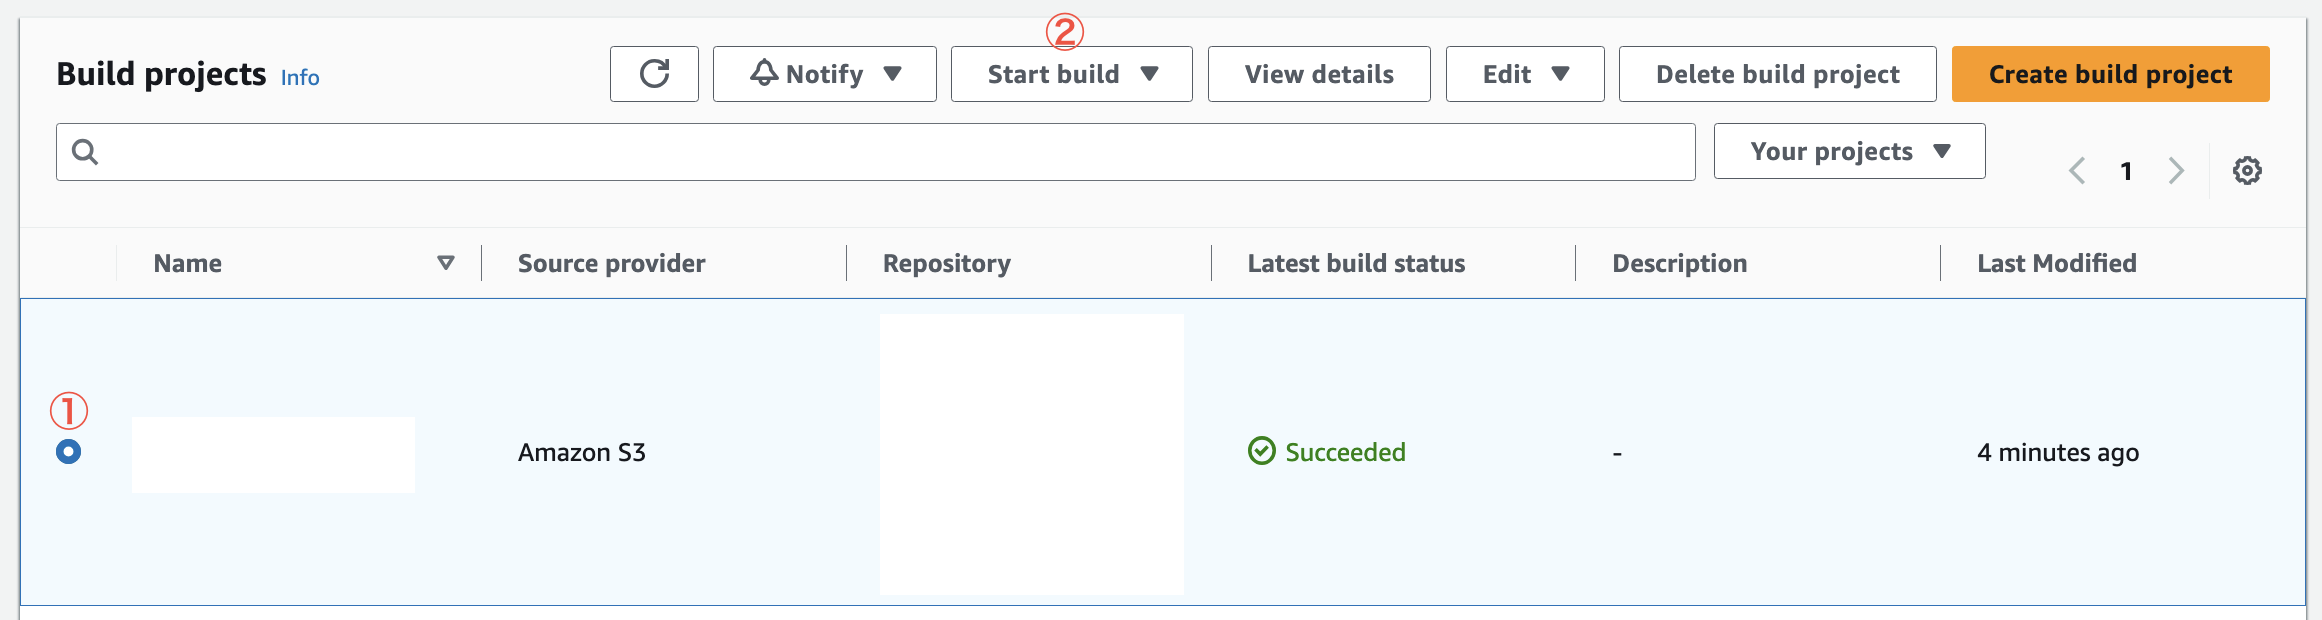 ②
Build projects Info Notify Start build View details Edit Delete build project Create build project
Your projects 1
Name Source provider Repository Latest build status Description Last Modified
①
Amazon S3 Succeeded - 4 minutes ago